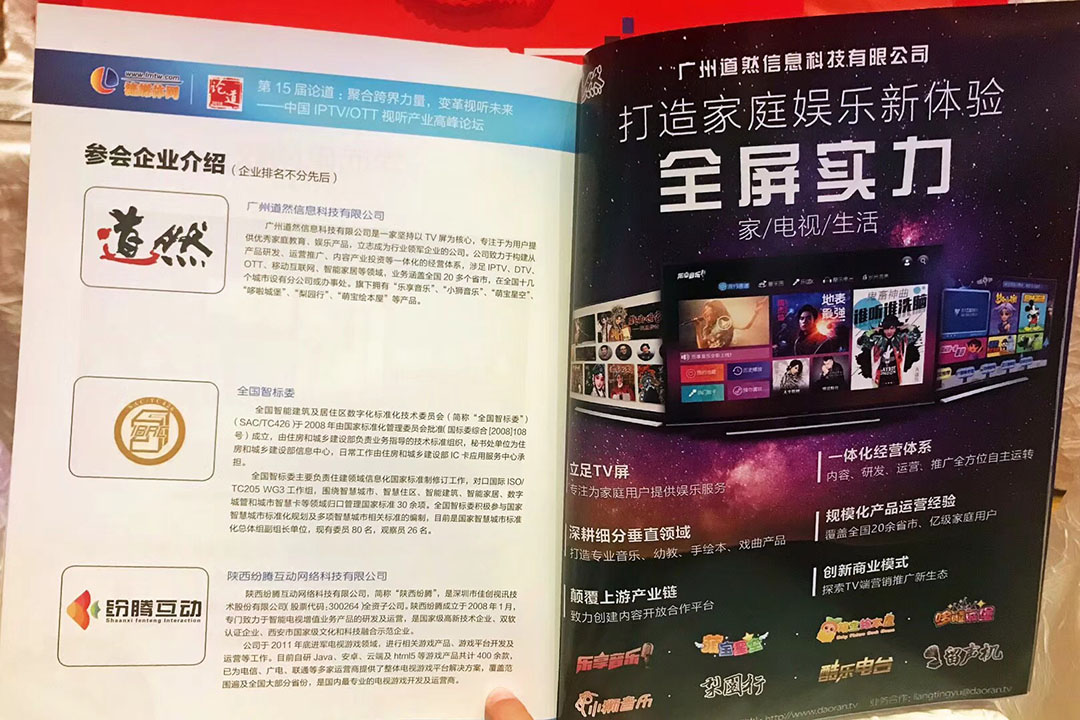 www.lmtw.com
论道
第15届论道：聚合跨界力量，变革视听未来
——中国 IPTV/OTT 视听产业高峰论坛
参会企业介绍（企业排名不分先后）
道然
广州道然信息科技有限公司
广州道然信息科技有限公司是一家坚持以 TV 屏为核心，专注于为用户提
供优秀家庭教育、娱乐产品，立志成为行业领军企业的公司。公司致力于构建从
产品研发、运营推广、内容产业投资等一体化的经营体系，涉足 IPTV、DTV、
OTT、移动互联网、智能家居等领域，业务涵盖全国 20 多个省市，在全国十几
个城市设有分公司或办事处。旗下拥有“乐享音乐”、“小狮音乐”、“萌宝星空”、
“哆啦城堡”、“梨园行”、“萌宝绘本屋”等产品。
全国智标委
全国智能建筑及居住区数字化标准化技术委员会（简称“全国智标委”）
（SAC/TC426）于 2008 年由国家标准化管理委员会批准（国标委综合[2008]108
号）成立，由住房和城乡建设部负责业务指导的技术标准组织，秘书处单位为住
房和城乡建设部信息中心，日常工作由住房和城乡建设部 IC 卡应用服务中心承
担。
全国智标委主要负责住建领域信息化国家标准制修订工作，对口国际 ISO/
TC205 WG3 工作组，围绕智慧城市、智慧住区、智能建筑、智能家居、数字
城管和城市智慧卡等领域归口管理国家标准 30 余项。全国智标委积极参与国家
智慧城市标准化规划及多项智慧城市相关标准的编制，目前是国家智慧城市标准
化总体组副组长单位，现有委员 80 名，观察员 26 名。
纷腾互动
Shaanxi fenteng Interaction
陕西纷腾互动网络科技有限公司
陕西纷腾互动网络科技有限公司，简称“陕西纷腾”，是深圳市佳创视讯技
术股份有限公司（股票代码：300264 全资子公司。陕西纷腾成立于 2008 年 1 月，
专门致力于智能电视增值业务产品的研发及运营，是国家级高新技术企业、双软
认证企业、西安市国家级文化和科技融合示范企业。
公司于 2011 年底进军电视游戏领域，进行相关游戏产品、游戏平台开发及
运营等工作。目前自研 Java、安卓、云端及 html5 等游戏产品共计 400 余款，
已为电信、广电、联通等多家运营商提供了整体电视游戏平台解决方案，覆盖范
围遍及全国大部分省份，是国内最专业的电视游戏开发及运营商。
广州道然信息科技有限公司
打造家庭娱乐新体验
全屏实力
家/电视/生活
地表最强
鬼畜神曲
谁听谁洗脑
立足TV屏
专注为家庭用户提供娱乐服务
一体化经营体系
内容、研发、运营、推广全方位自主运转
深耕细分垂直领域
打造专业音乐、幼教、手绘本、戏曲产品
规模化产品运营经验
覆盖全国20余省市、亿级家庭用户
颠覆上游产业链
致力创建内容开放合作平台
创新商业模式
探索TV端营销推广新生态
乐享音乐
萌宝星空
萌宝绘本屋
哆啦城堡
小狮音乐
梨园行
酷乐电台
留声机
http://www.daoran.tv
业务合作：liangtingyu@daoran.tv